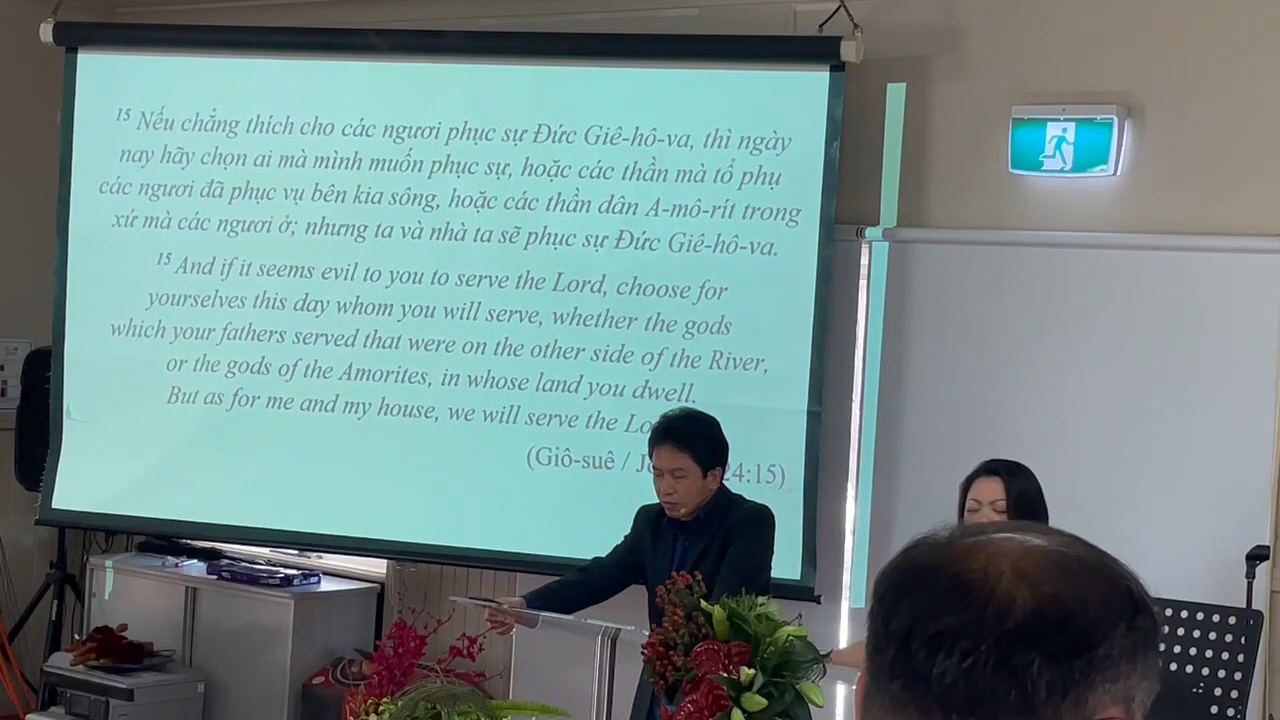 15 Nếu chẳng thích cho các ngươi phục sự Đức Giê-hô-va, thì ngày
nay hãy chọn ai mà mình muốn phục sự, hoặc các thần mà tổ phụ
các ngươi đã phục vụ bên kia sông, hoặc các thần dân A-mô-rít trong
xứ mà các ngươi ở; nhưng ta và nhà ta sẽ phục sự Đức Giê-hô-va.
15 And if it seems evil to you to serve the Lord, choose for
yourselves this day whom you will serve, whether the gods
which your fathers served that were on the other side of the River,
or the gods of the Amorites, in whose land you dwell.
But as for me and my house, we will serve the
(Giô-suê / 24:15)